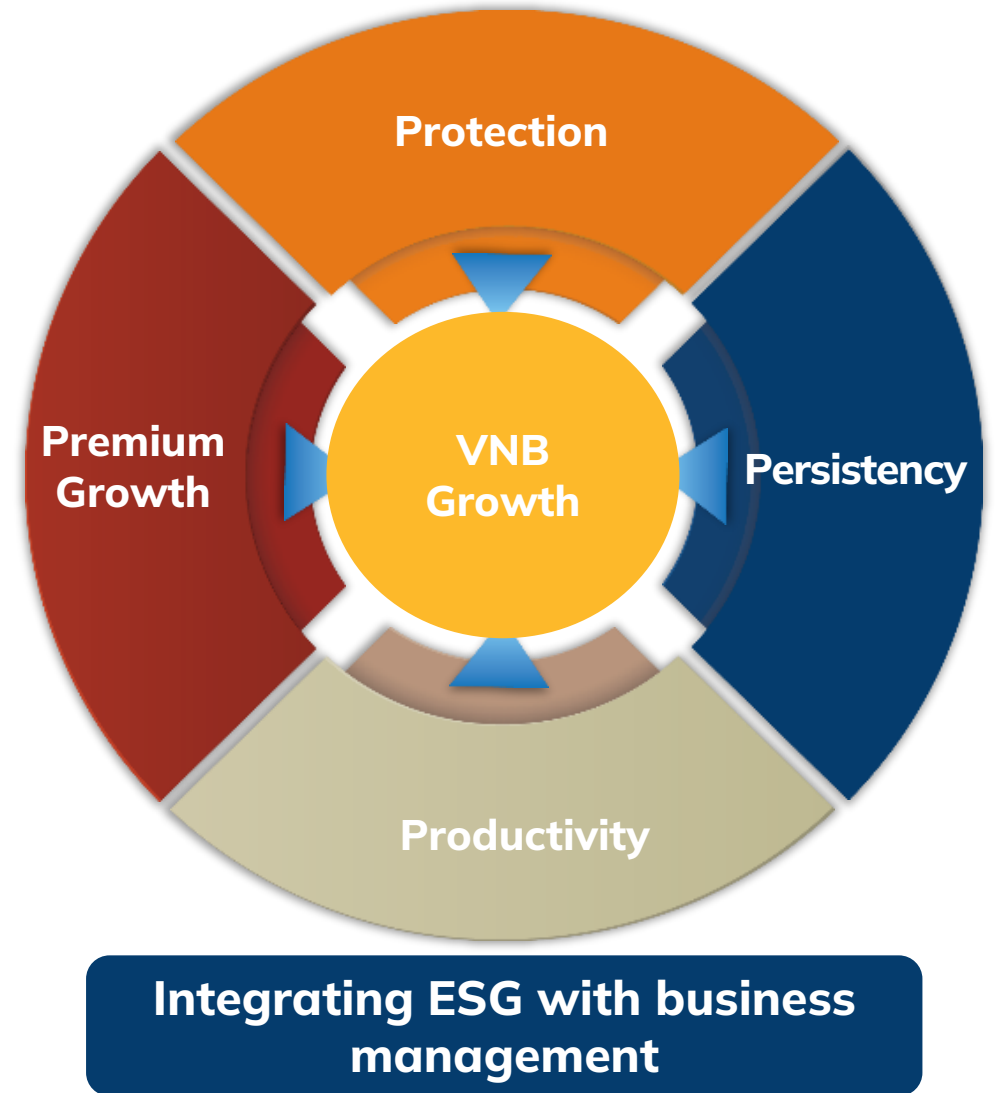 Protection
Premium
Growth
VNB
Growth
Persistency
Productivity
Integrating ESG with business
management